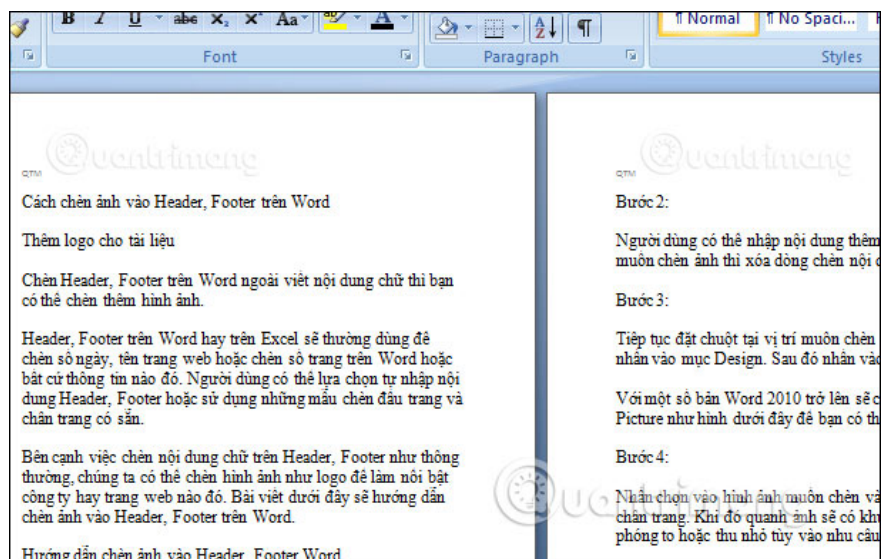 B I U abc X₂ X² Aa ab A A Z ¶
¶ Normal ¶ No Spaci...
Font Paragraph Styles
Quantrimang
QTM
Cách chèn ảnh vào Header, Footer trên Word
Thêm logo cho tài liệu
Chèn Header, Footer trên Word ngoài viết nội dung chữ thì bạn
có thể chèn thêm hình ảnh.
Header, Footer trên Word hay trên Excel sẽ thường dùng để
chèn số ngày, tên trang web hoặc chèn số trang trên Word hoặc
bất cứ thông tin nào đó. Người dùng có thể lựa chọn tự nhập nội
dung Header, Footer hoặc sử dụng những mẫu chèn đầu trang và
chân trang có sẵn.
Bên cạnh việc chèn nội dung chữ trên Header, Footer như thông
thường, chúng ta có thể chèn hình ảnh như logo để làm nổi bật
công ty hay trang web nào đó. Bài viết dưới đây sẽ hướng dẫn
chèn ảnh vào Header, Footer trên Word.
Hướng dẫn chèn ảnh vào Header, Footer Word
Quantrimang
QTM
Bước 2:
Người dùng có thể nhập nội dung thêm
muốn chèn ảnh thì xóa dòng chèn nội
Bước 3:
Tiếp tục đặt chuột tại vị trí muốn chèn
nhấn vào mục Design. Sau đó nhấn
Với một số bản Word 2010 trở lên sẽ
Picture như hình dưới đây để bạn có
Bước 4:
Nhấn chọn vào hình ảnh muốn chèn
chân trang. Khi đó quanh ảnh sẽ có
phóng to hoặc thu nhỏ tùy vào nhu cầu
Quantrimang